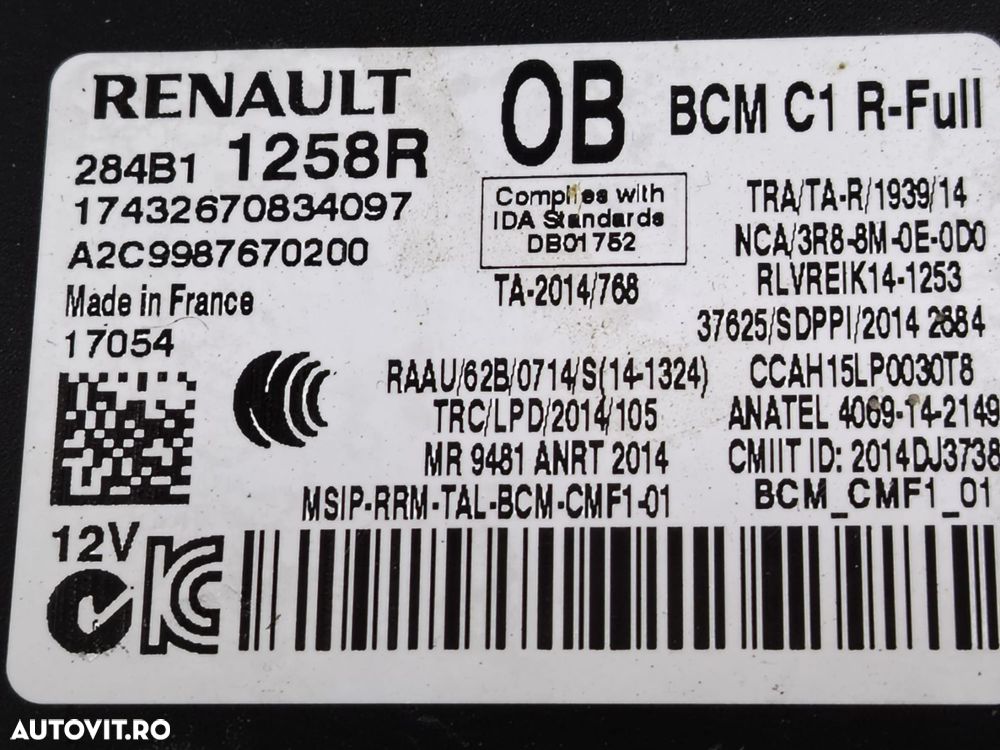 RENAULT
284B1 1258R
17432670834097
A2C9987670200
Made in France
17054
12V
OB
BCM C1 R-Full
Complies with
IDA Standards
DB01752
TA-2014/768
TRA/TA-R/1939/14
NCA/3R8-8M-0E-0D0
RLVREIK14-1253
37625/SDPPI/2014 2684
RAAU/62B/0714/S(14-1324)
CCAH15LP0030T8
TRC/LPD/2014/105
ANATEL 4069-14-2149
MR 9481 ANRT 2014
CMIIT ID: 2014DJ3738
MSIP-RRM-TAL-BCM-CMF1-01
BCM_CMF1_01
AUTOVIT.RO